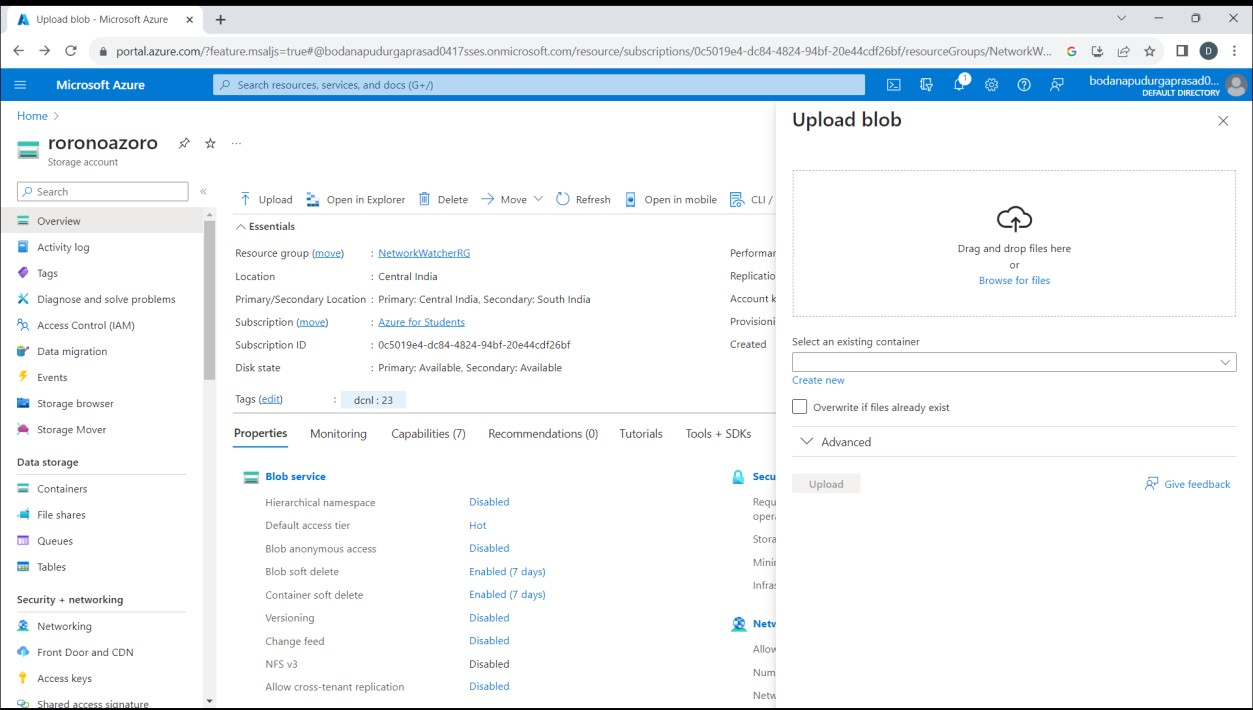 Upload blob - Microsoft Azure
portal.azure.com/?feature.msaljs=true#@bodanapudurgaprasad0417sses.onmicrosoft.com/resource/subscriptions/0c5019e4-dc84-4824-94bf-20e44cdf26bf/resourceGroups/NetworkW...
G
D
Microsoft Azure
Search resources, services, and docs (G+/)
1
bodanapudurgaprasad0...
DEFAULT DIRECTORY
Home
roronoazoro
Storage account
Search
Overview
Activity log
Tags
Diagnose and solve problems
Access Control (IAM)
Data migration
Events
Storage browser
Storage Mover
Data storage
Containers
File shares
Queues
Tables
Security + networking
Networking
Front Door and CDN
Access keys
Shared access signature
Upload
Open in Explorer
Delete
Move
Refresh
Open in mobile
CLI /
Essentials
Resource group (move) : NetworkWatcherRG
Location : Central India
Primary/Secondary Location : Primary: Central India, Secondary: South India
Subscription (move) : Azure for Students
Subscription ID : 0c5019e4-dc84-4824-94bf-20e44cdf26bf
Disk state : Primary: Available, Secondary: Available
Tags (edit) : dcnl : 23
Performan
Replicatio
Account k
Provisioni
Created
Properties
Monitoring
Capabilities (7)
Recommendations (0)
Tutorials
Tools + SDKs
Blob service
Hierarchical namespace Disabled
Default access tier Hot
Blob anonymous access Disabled
Blob soft delete Enabled (7 days)
Container soft delete Enabled (7 days)
Versioning Disabled
Change feed Disabled
NFS v3 Disabled
Allow cross-tenant replication Disabled
Secu
Requ
oper
Stora
Mini
Infras
Netw
Allow
Num
Netw
Upload blob
Drag and drop files here
or
Browse for files
Select an existing container
Create new
Overwrite if files already exist
Advanced
Upload
Give feedback